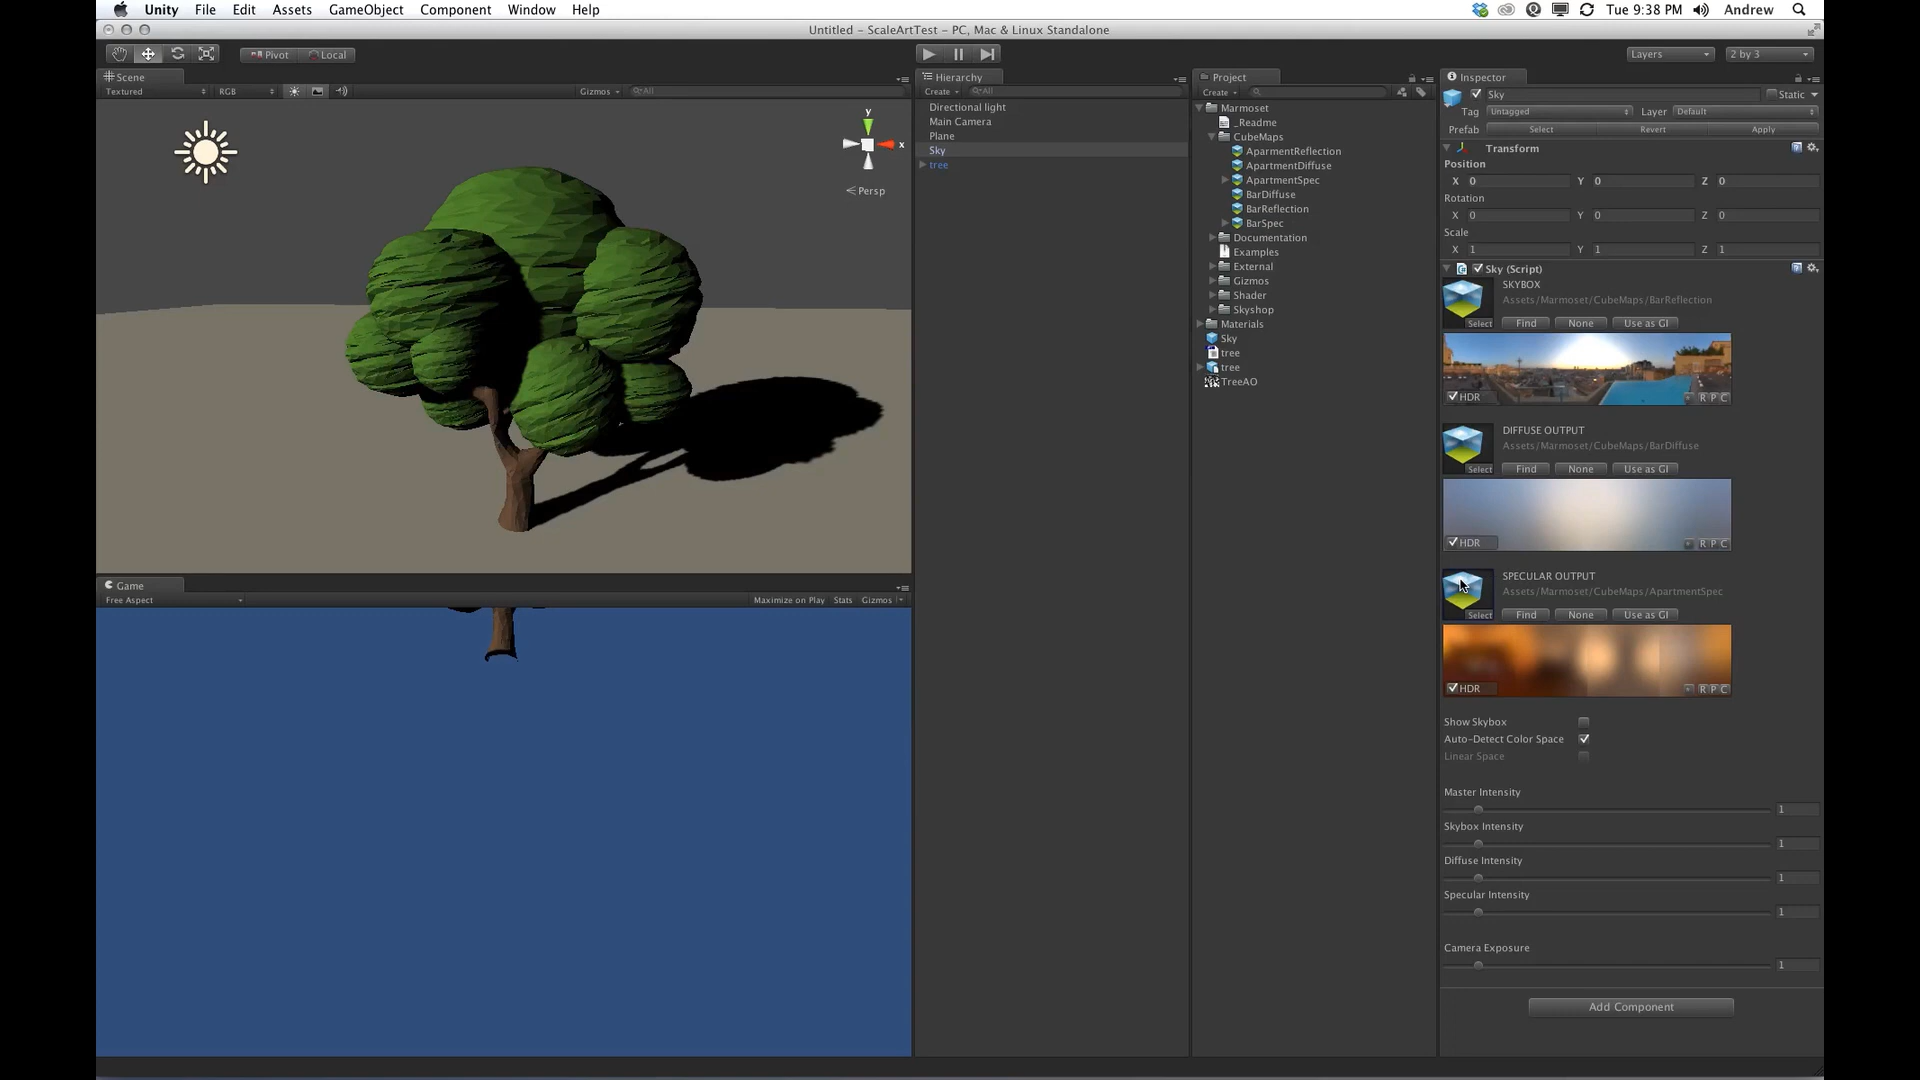 Unity File Edit Assets GameObject Component Window Help Tue 9:38 PM Andrew
Untitled – ScaleArtTest – PC, Mac & Linux Standalone
Pivot Local Layers 2 by 3
Scene
Textured RGB Gizmos All
y
x
Persp
Game
Free Aspect Maximize on Play Stats Gizmos
Hierarchy
Create All
Directional light
Main Camera
Plane
Sky
tree
Project
Create
Marmoset
_Readme
CubeMaps
AparmentReflection
ApartmentDiffuse
ApartmentSpec
BarDiffuse
BarReflection
BarSpec
Documentation
Examples
External
Gizmos
Shader
Skyshop
Materials
Sky
tree
tree
TreeAO
Inspector
Sky Static
Tag Untagged Layer Default
Prefab Select Revert Apply
Transform
Position
X 0 Y 0 Z 0
Rotation
X 0 Y 0 Z 0
Scale
X 1 Y 1 Z 1
Sky (Script)
SKYBOX
Assets/Marmoset/CubeMaps/BarReflection
Select Find None Use as GI
HDR R P C
DIFFUSE OUTPUT
Assets/Marmoset/CubeMaps/BarDiffuse
Select Find None Use as GI
HDR R P C
SPECULAR OUTPUT
Assets/Marmoset/CubeMaps/ApartmentSpec
Select Find None Use as GI
HDR R P C
Show Skybox
Auto-Detect Color Space
Linear Space
Master Intensity
1
Skybox Intensity
1
Diffuse Intensity
1
Specular Intensity
1
Camera Exposure
1
Add Component